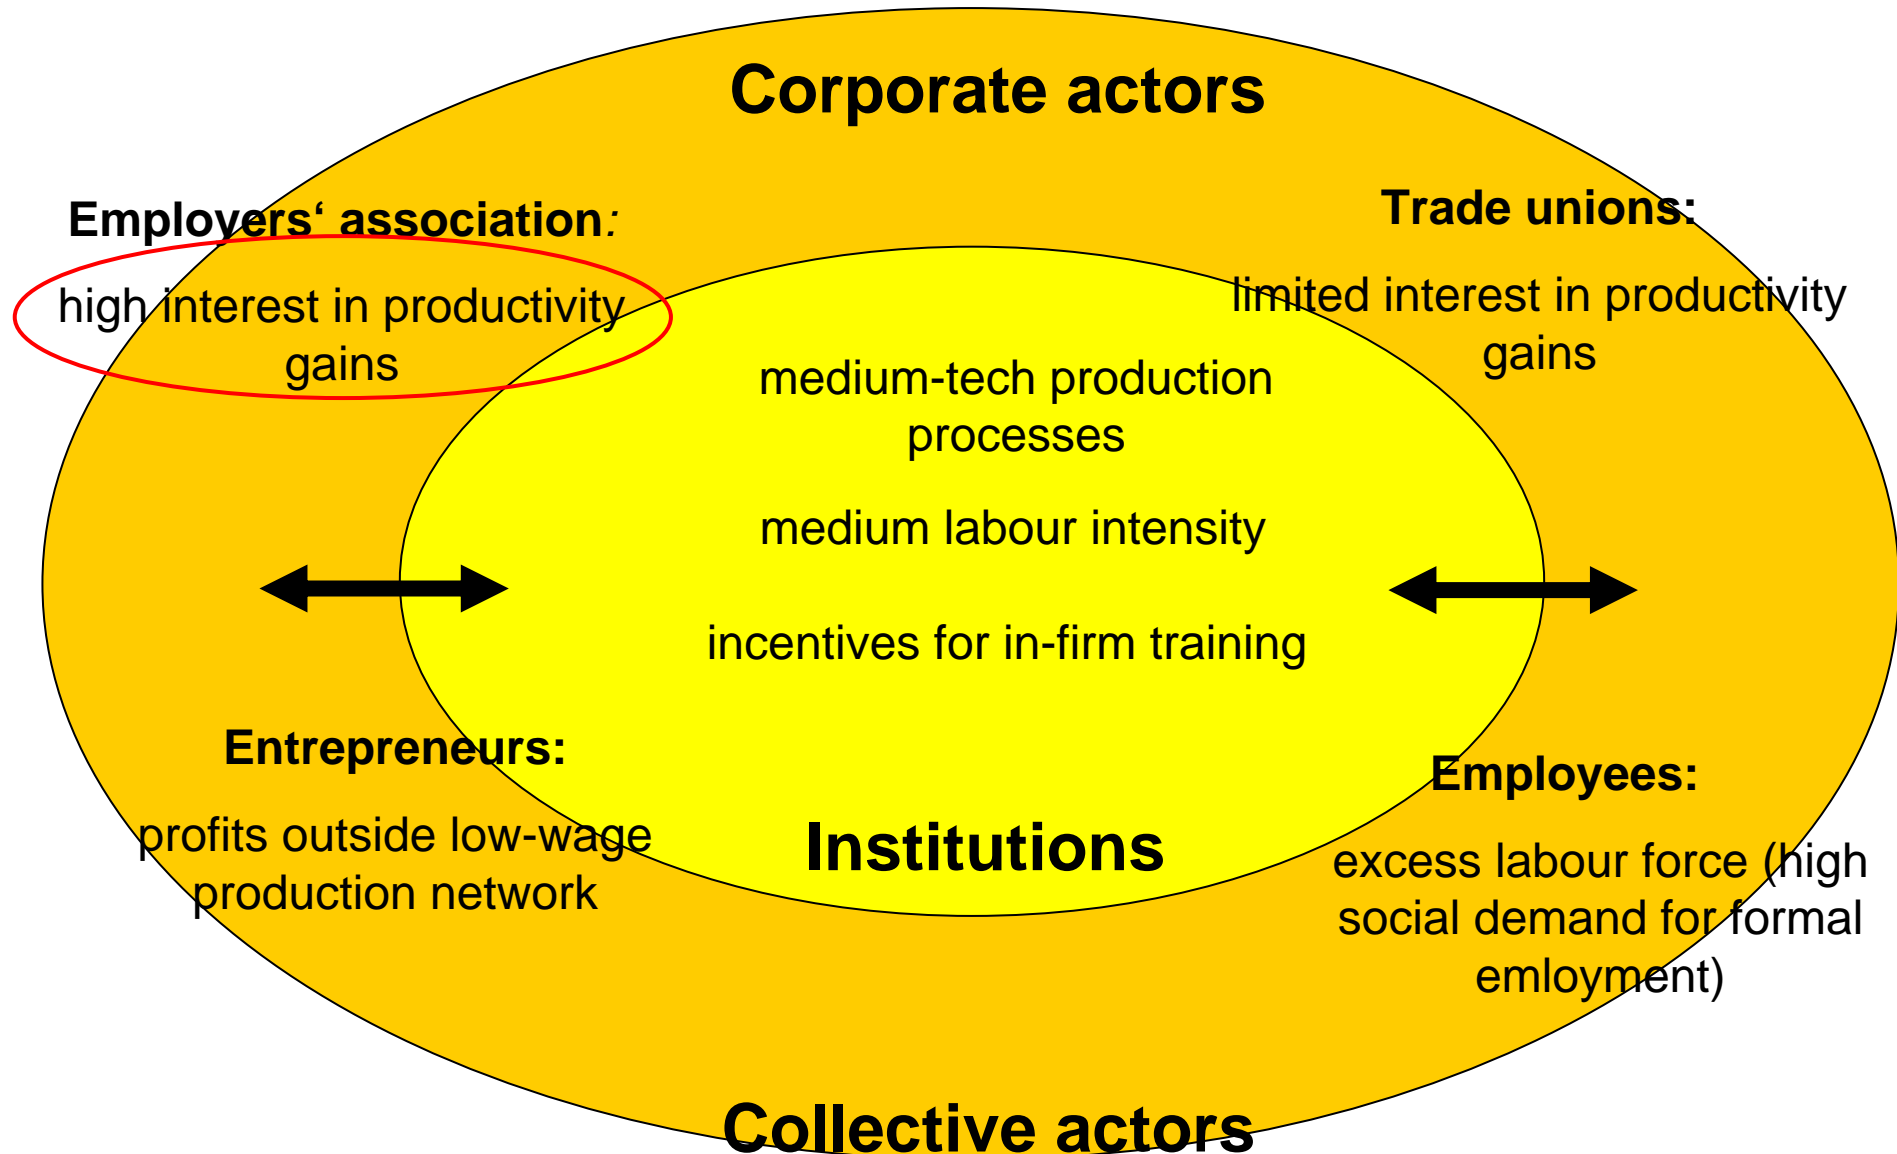 Corporate actors
Employers‘ association:
high interest in productivity
gains
Trade unions:
limited interest in productivity
gains
medium-tech production
processes
medium labour intensity
incentives for in-firm training
Entrepreneurs:
profits outside low-wage
production network
Institutions
Employees:
excess labour force (high
social demand for formal
emloyment)
Collective actors